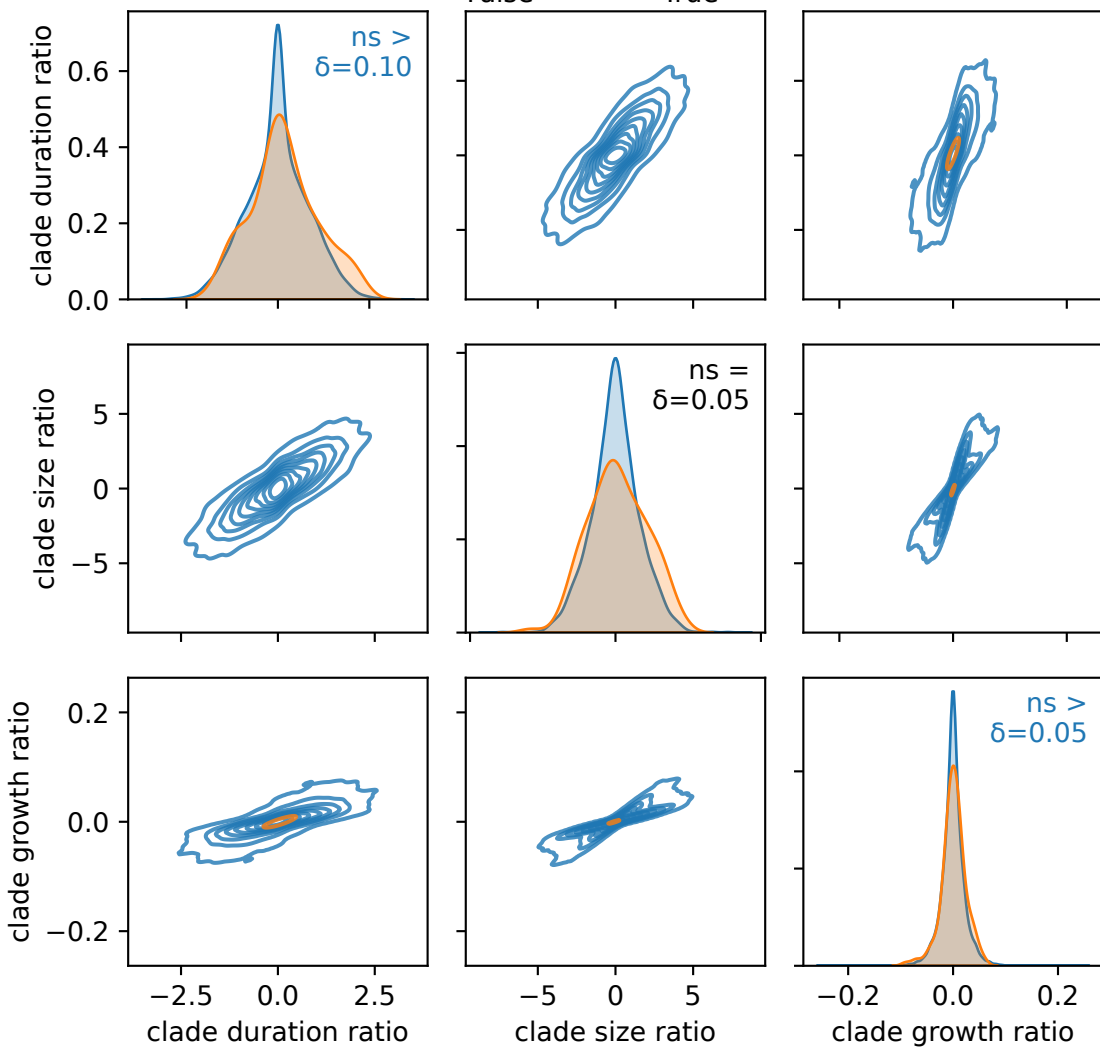 True
clade duration ratio
0.6
0.4
0.2
0.0
ns >
δ=0.10
clade size ratio
5
0
−5
ns =
δ=0.05
clade growth ratio
0.2
0.0
−0.2
ns >
δ=0.05
−2.5 0.0 2.5
clade duration ratio
−5 0 5
clade size ratio
−0.2 0.0 0.2
clade growth ratio